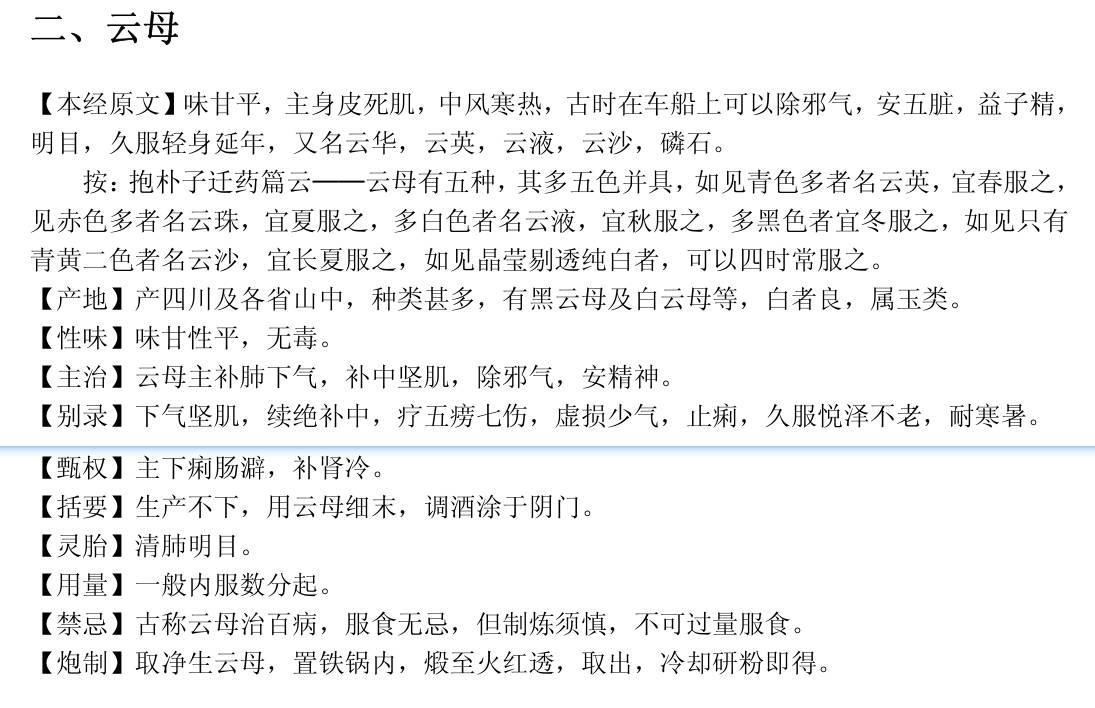 二、云母
【本经原文】味甘平，主身皮死肌，中风寒热，古时在车船上可以除邪气，安五脏，益子精，
明目，久服轻身延年，又名云华，云英，云液，云沙，磷石。
按：抱朴子迁药篇云——云母有五种，其多五色并具，如见青色多者名云英，宜春服之，
见赤色多者名云珠，宜夏服之，多白色者名云液，宜秋服之，多黑色者宜冬服之，如见只有
青黄二色者名云沙，宜长夏服之，如见晶莹剔透纯白者，可以四时常服之。
【产地】产四川及各省山中，种类甚多，有黑云母及白云母等，白者良，属玉类。
【性味】味甘性平，无毒。
【主治】云母主补肺下气，补中坚肌，除邪气，安精神。
【别录】下气坚肌，续绝补中，疗五痨七伤，虚损少气，止痢，久服悦泽不老，耐寒暑。
【甄权】主下痢肠澼，补肾冷。
【括要】生产不下，用云母细末，调酒涂于阴门。
【灵胎】清肺明目。
【用量】一般内服数分起。
【禁忌】古称云母治百病，服食无忌，但制炼须慎，不可过量服食。
【炮制】取净生云母，置铁锅内，煅至火红透，取出，冷却研粉即得。